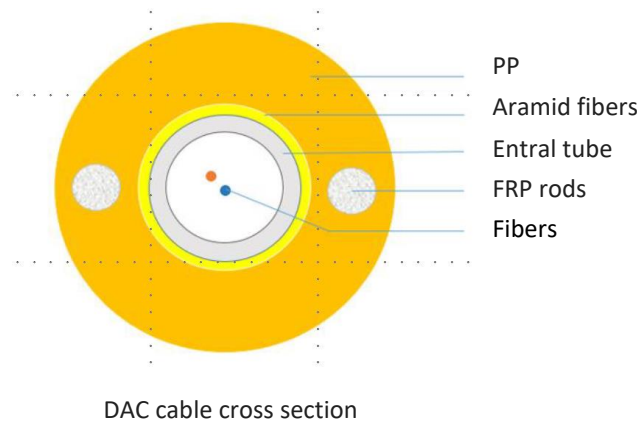 PP
Aramid fibers
Entral tube
FRP rods
Fibers
DAC cable cross section